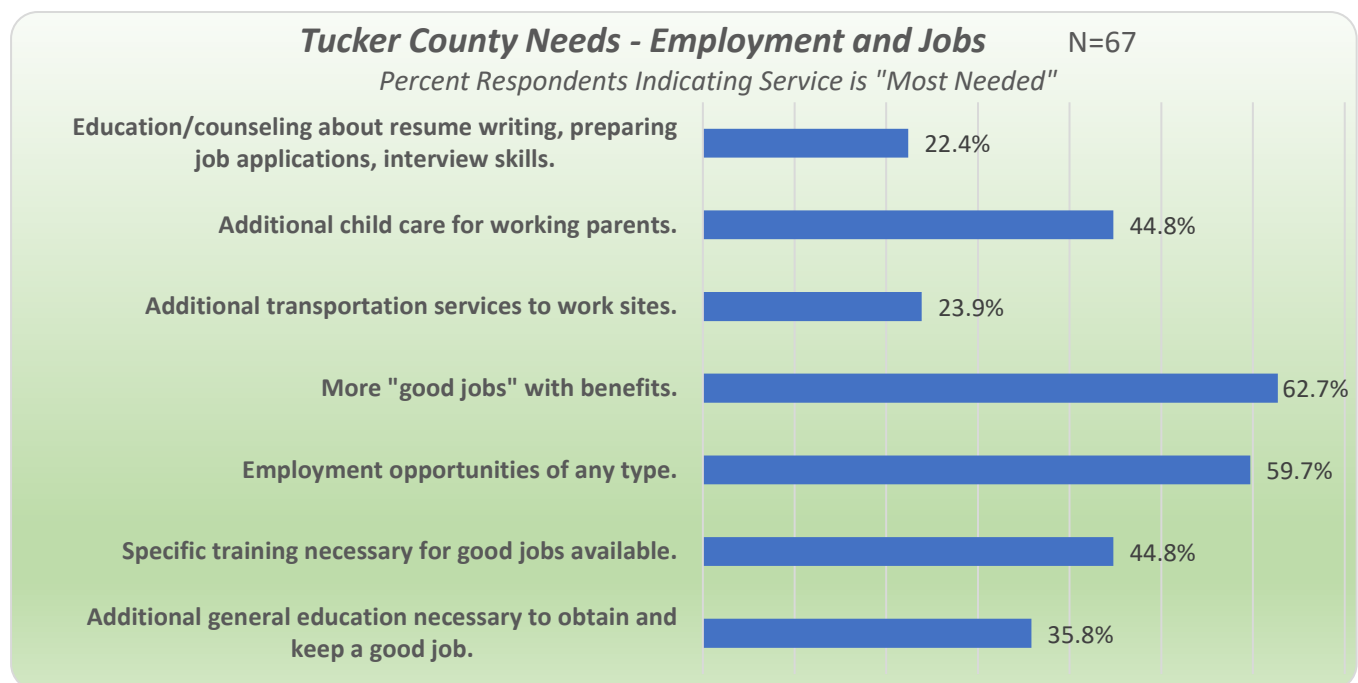 Tucker County Needs - Employment and Jobs N=67
Percent Respondents Indicating Service is "Most Needed"
Education/counseling about resume writing, preparing
job applications, interview skills.
22.4%
Additional child care for working parents.
44.8%
Additional transportation services to work sites.
23.9%
More "good jobs" with benefits.
62.7%
Employment opportunities of any type.
59.7%
Specific training necessary for good jobs available.
44.8%
Additional general education necessary to obtain and
keep a good job.
35.8%